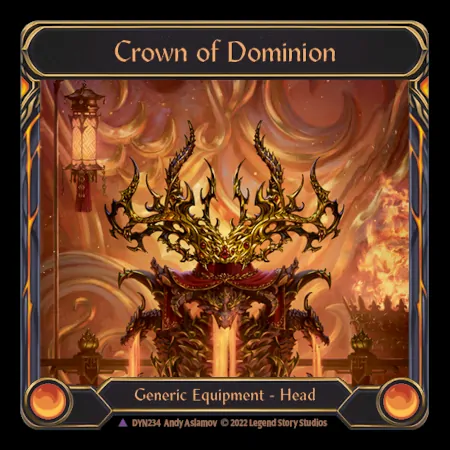 Crown of Dominion
Generic Equipment - Head
DYN234 Andy Aslamov © 2022 Legend Story Studios